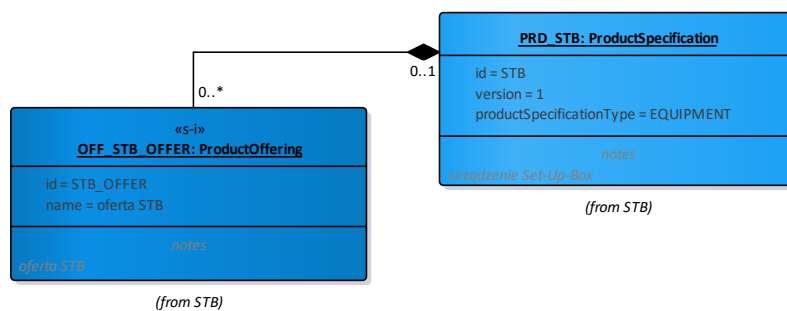 PRD_STB: ProductSpecification
id = STB
version = 1
productSpecificationType = EQUIPMENT
notes
Urządzenie Set-Up-Box
(from STB)
0..1
0..*
«s-i»
OFF_STB_OFFER: ProductOffering
id = STB_OFFER
name = oferta STB
notes
oferta STB
(from STB)